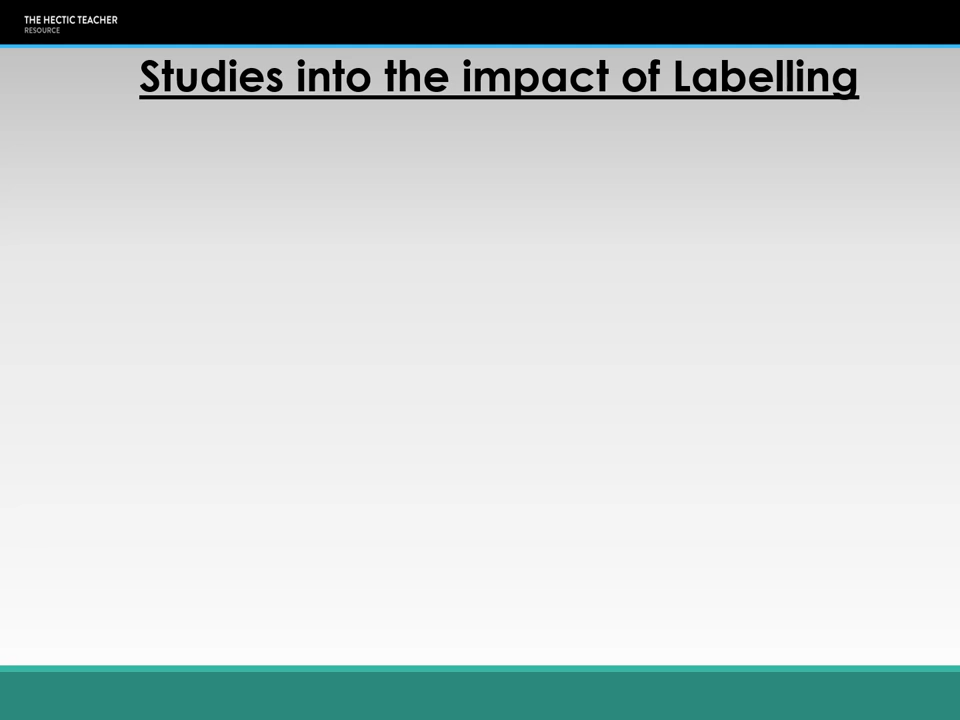 THE HECTIC TEACHER
RESOURCE
Studies into the impact of Labelling